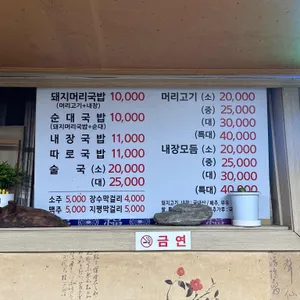 돼지머리국밥 10,000
(머리고기+내장)
순대국밥 10,000
(돼지머리국밥+순대)
내장국밥 11,000
따로국밥 11,000
술국 (소) 20,000
(대) 25,000
소주 5,000 장수막걸리 4,000
맥주 5,000 지평막걸리 5,000
머리고기 (소) 20,000
(중) 25,000
(대) 30,000
(특대) 40,000
내장모듬 (소) 20,000
(중) 25,000
(대) 30,000
(특대) 40,000
금연